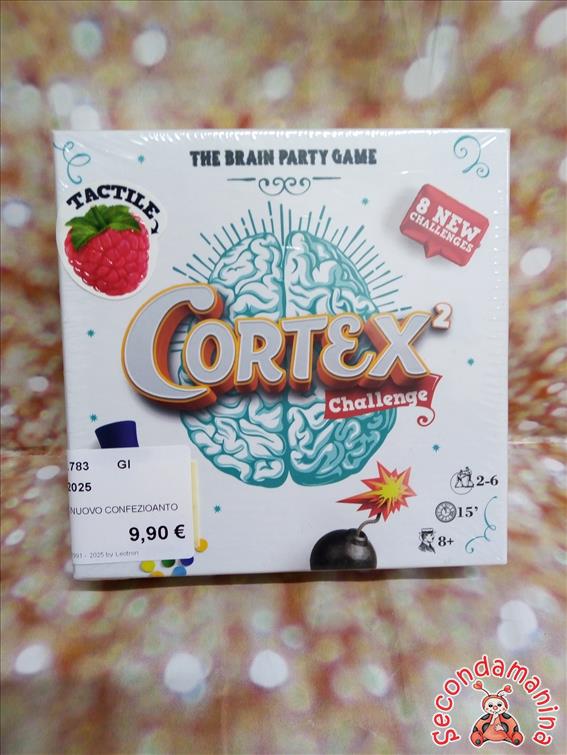 THE BRAIN PARTY GAME
TACTILE
8 NEW
CHALLENGES
CORTEX²
Challenge
.783 GI
2025
NUOVO CONFEZIOANTO
9,90 €
2-6
15'
8+
2025 by Leotron
Secondamanina